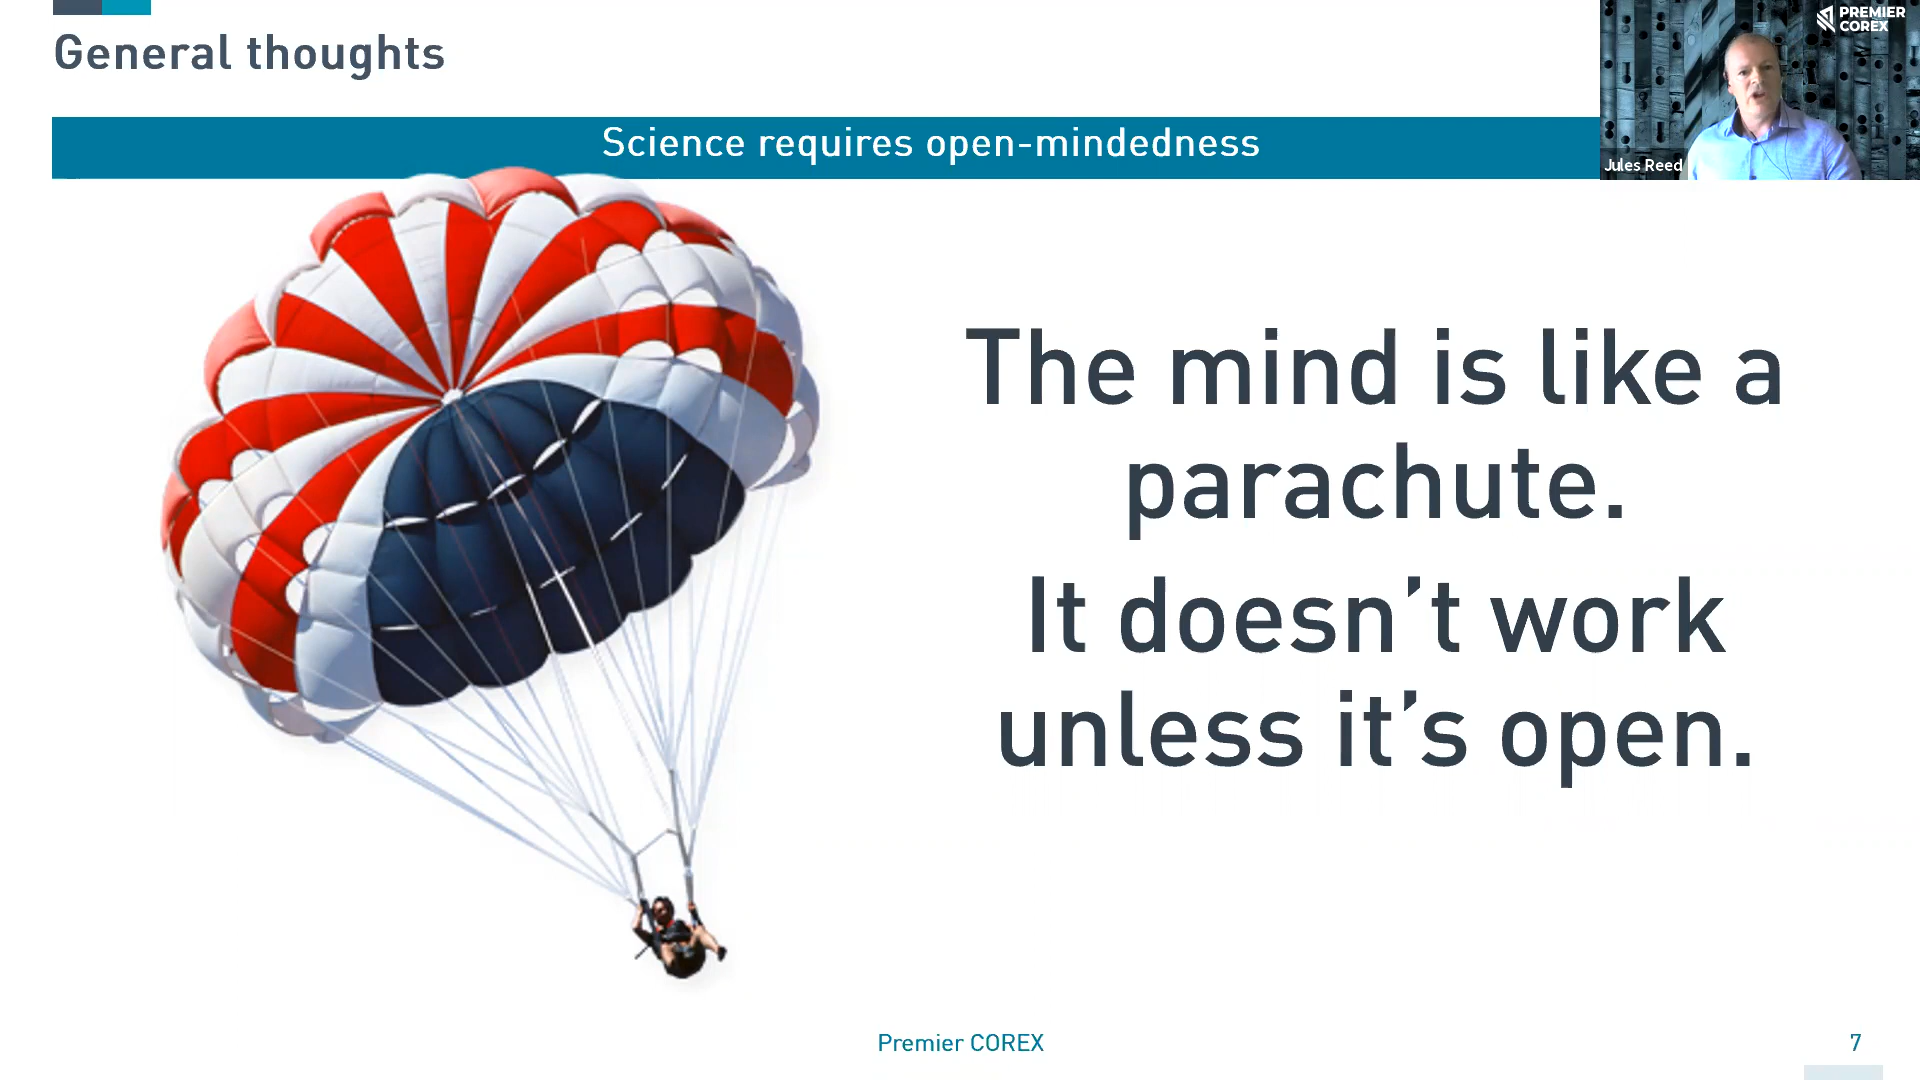 General thoughts
Science requires open-mindedness
PREMIER
COREX
Jules Reed
The mind is like a
parachute.
It doesn’t work
unless it’s open.
Premier COREX
7